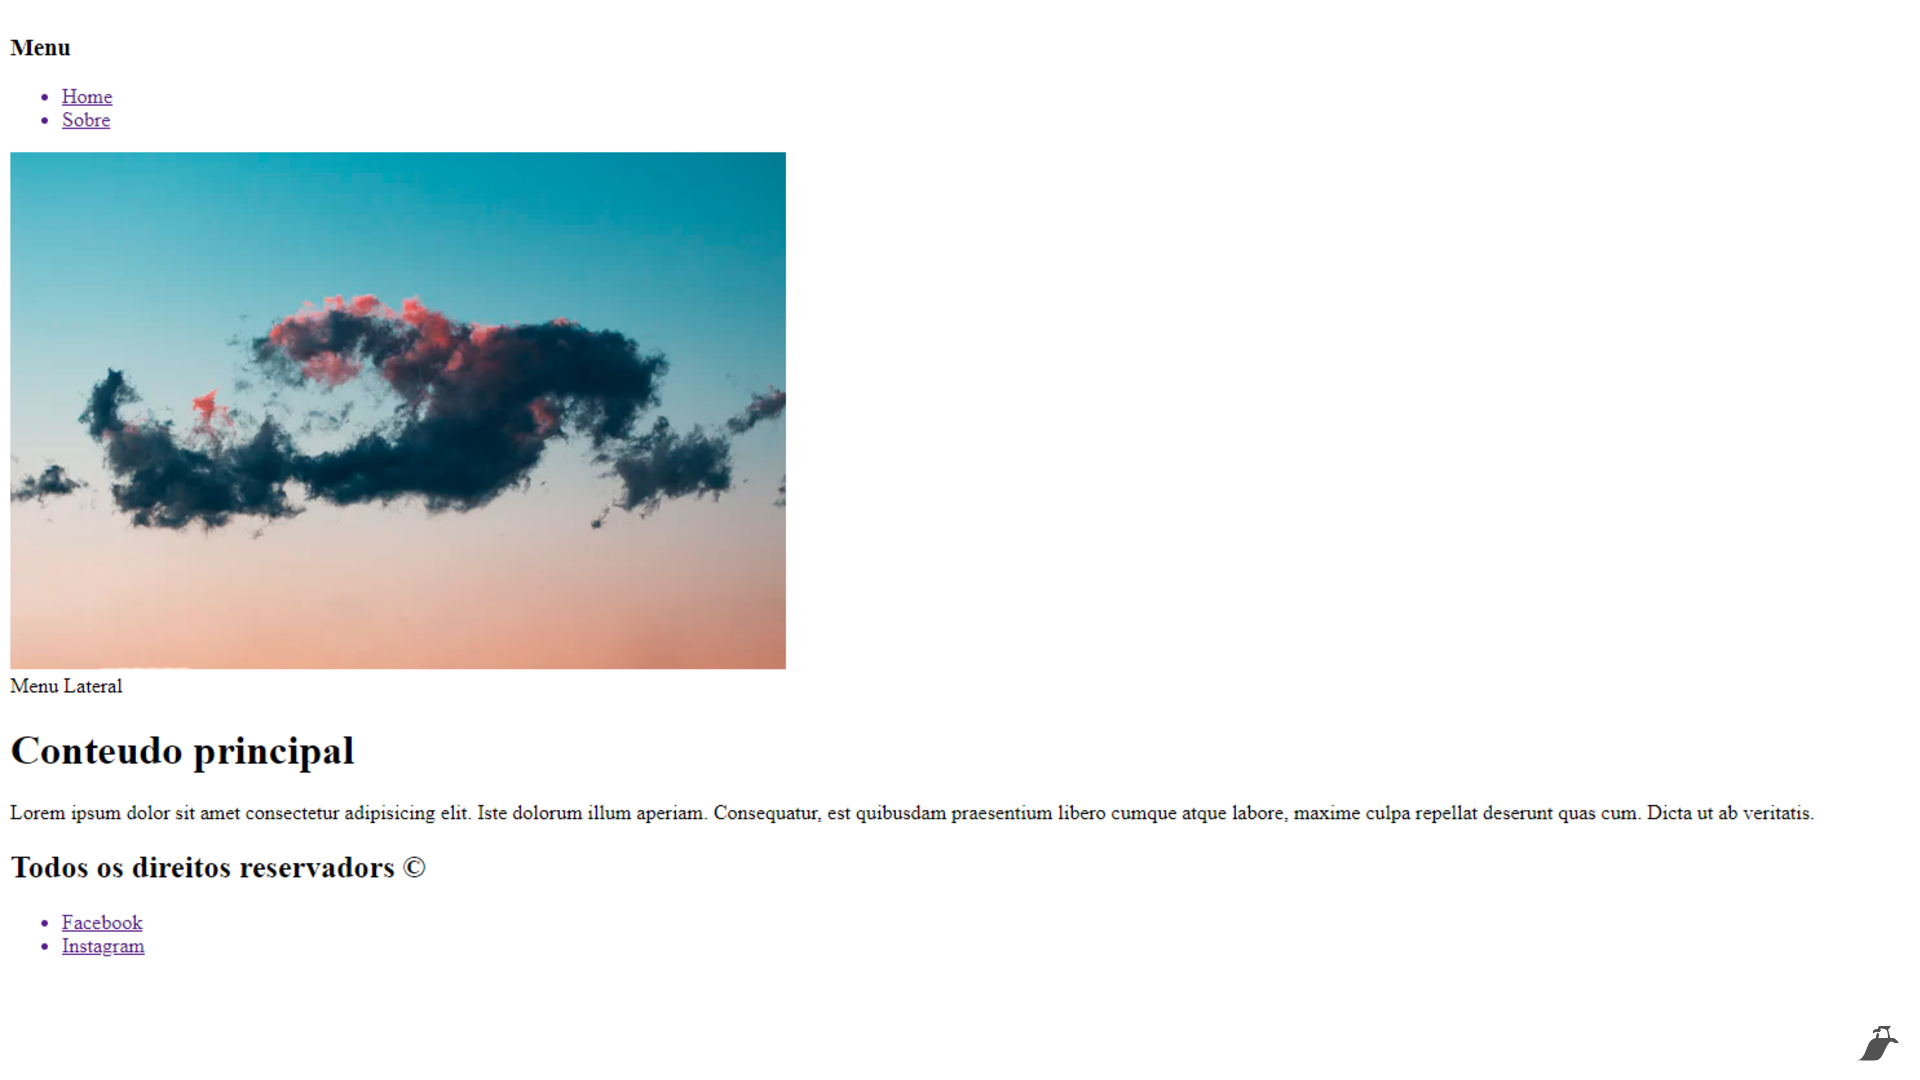 Menu
Home
Sobre
Menu Lateral
Conteudo principal
Lorem ipsum dolor sit amet consectetur adipisicing elit. Iste dolorum illum aperiam. Consequatur, est quibusdam praesentium libero cumque atque labore, maxime culpa repellat deserunt quas cum. Dicta ut ab veritatis.
Todos os direitos reservadors ©
Facebook
Instagram